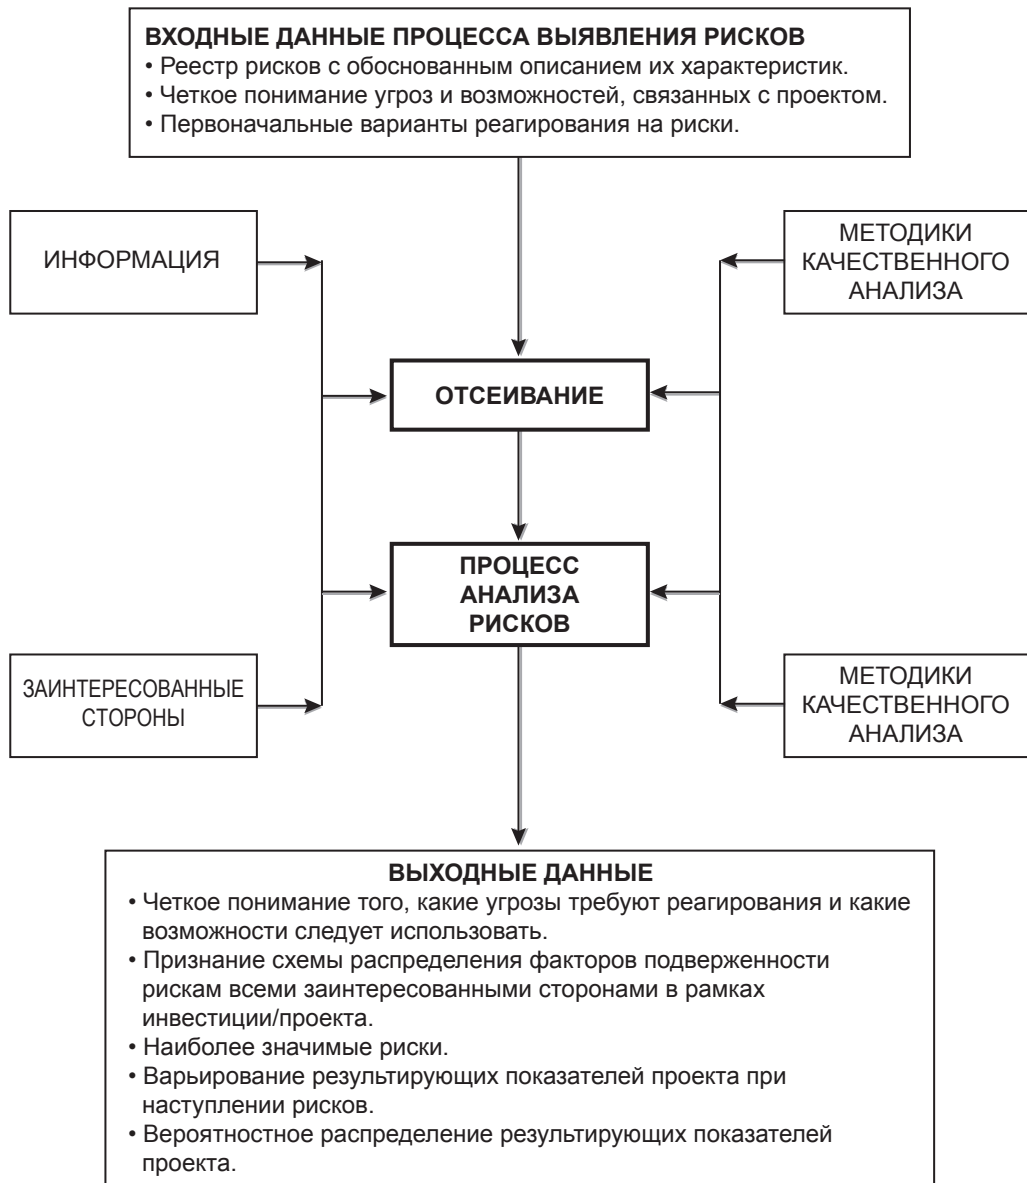 ВХОДНЫЕ ДАННЫЕ ПРОЦЕССА ВЫЯВЛЕНИЯ РИСКОВ
• Реестр рисков с обоснованным описанием их характеристик.
• Четкое понимание угроз и возможностей, связанных с проектом.
• Первоначальные варианты реагирования на риски.
ИНФОРМАЦИЯ
МЕТОДИКИ
КАЧЕСТВЕННОГО
АНАЛИЗА
ОТСЕИВАНИЕ
ПРОЦЕСС
АНАЛИЗА
РИСКОВ
ЗАИНТЕРЕСОВАННЫЕ
СТОРОНЫ
МЕТОДИКИ
КАЧЕСТВЕННОГО
АНАЛИЗА
ВЫХОДНЫЕ ДАННЫЕ
• Четкое понимание того, какие угрозы требуют реагирования и какие
возможности следует использовать.
• Признание схемы распределения факторов подверженности
рискам всеми заинтересованными сторонами в рамках
инвестиции/проекта.
• Наиболее значимые риски.
• Варьирование результирующих показателей проекта при
наступлении рисков.
• Вероятностное распределение результирующих показателей
проекта.